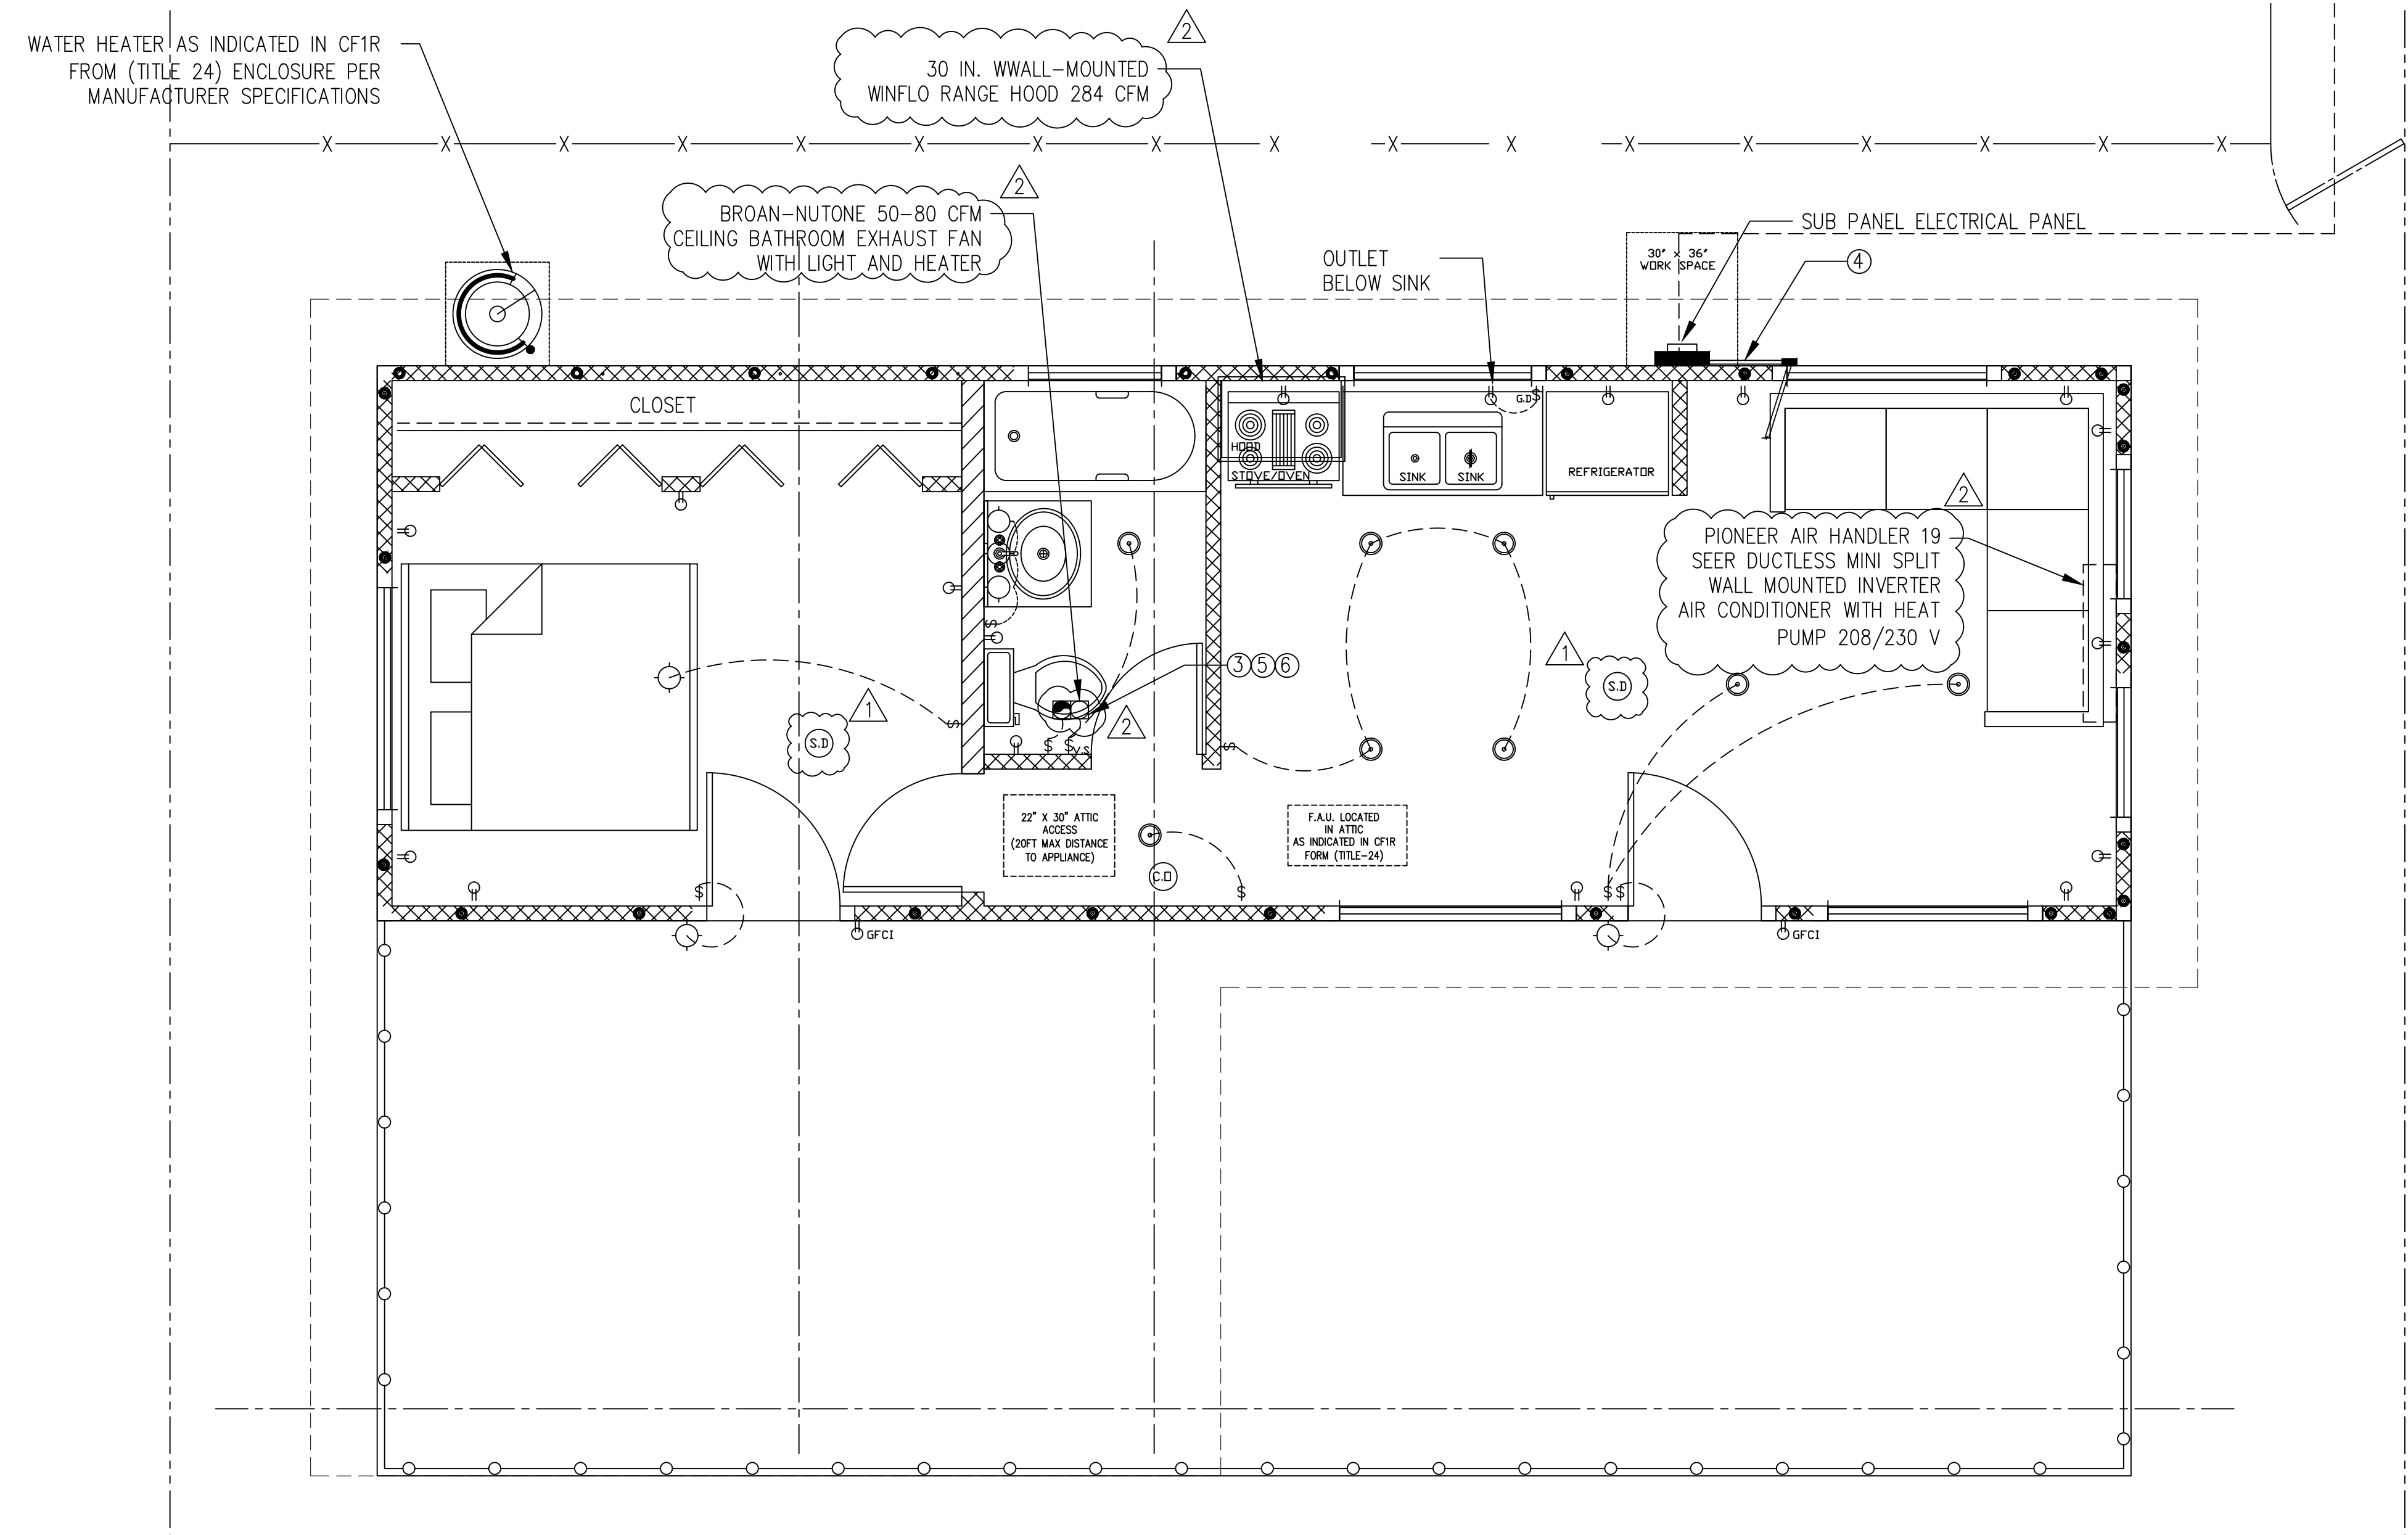 WATER HEATER AS INDICATED IN CF1R
FROM (TITLE 24) ENCLOSURE PER
MANUFACTURER SPECIFICATIONS
2
30 IN. WWALL-MOUNTED
WINFLO RANGE HOOD 284 CFM
X X X X X X X X X X X X X X X X X
2
BROAN-NUTONE 50-80 CFM
CEILING BATHROOM EXHAUST FAN
WITH LIGHT AND HEATER
OUTLET
BELOW SINK
SUB PANEL ELECTRICAL PANEL
30" x 36"
WORK SPACE
4
CLOSET
G.D
$
HOOD
STOVE/OVEN
SINK
SINK
REFRIGERATOR
2
PIONEER AIR HANDLER 19
SEER DUCTLESS MINI SPLIT
WALL MOUNTED INVERTER
AIR CONDITIONER WITH HEAT
PUMP 208/230 V
$
3 5 6
1
S.D
1
S.D
$
2
$ $
V.S
$
22" X 30" ATTIC
ACCESS
(20FT MAX DISTANCE
TO APPLIANCE)
F.A.U. LOCATED
IN ATTIC
AS INDICATED IN CF1R
FORM (TITLE-24)
C.O
$
$
$ $
GFCI
GFCI